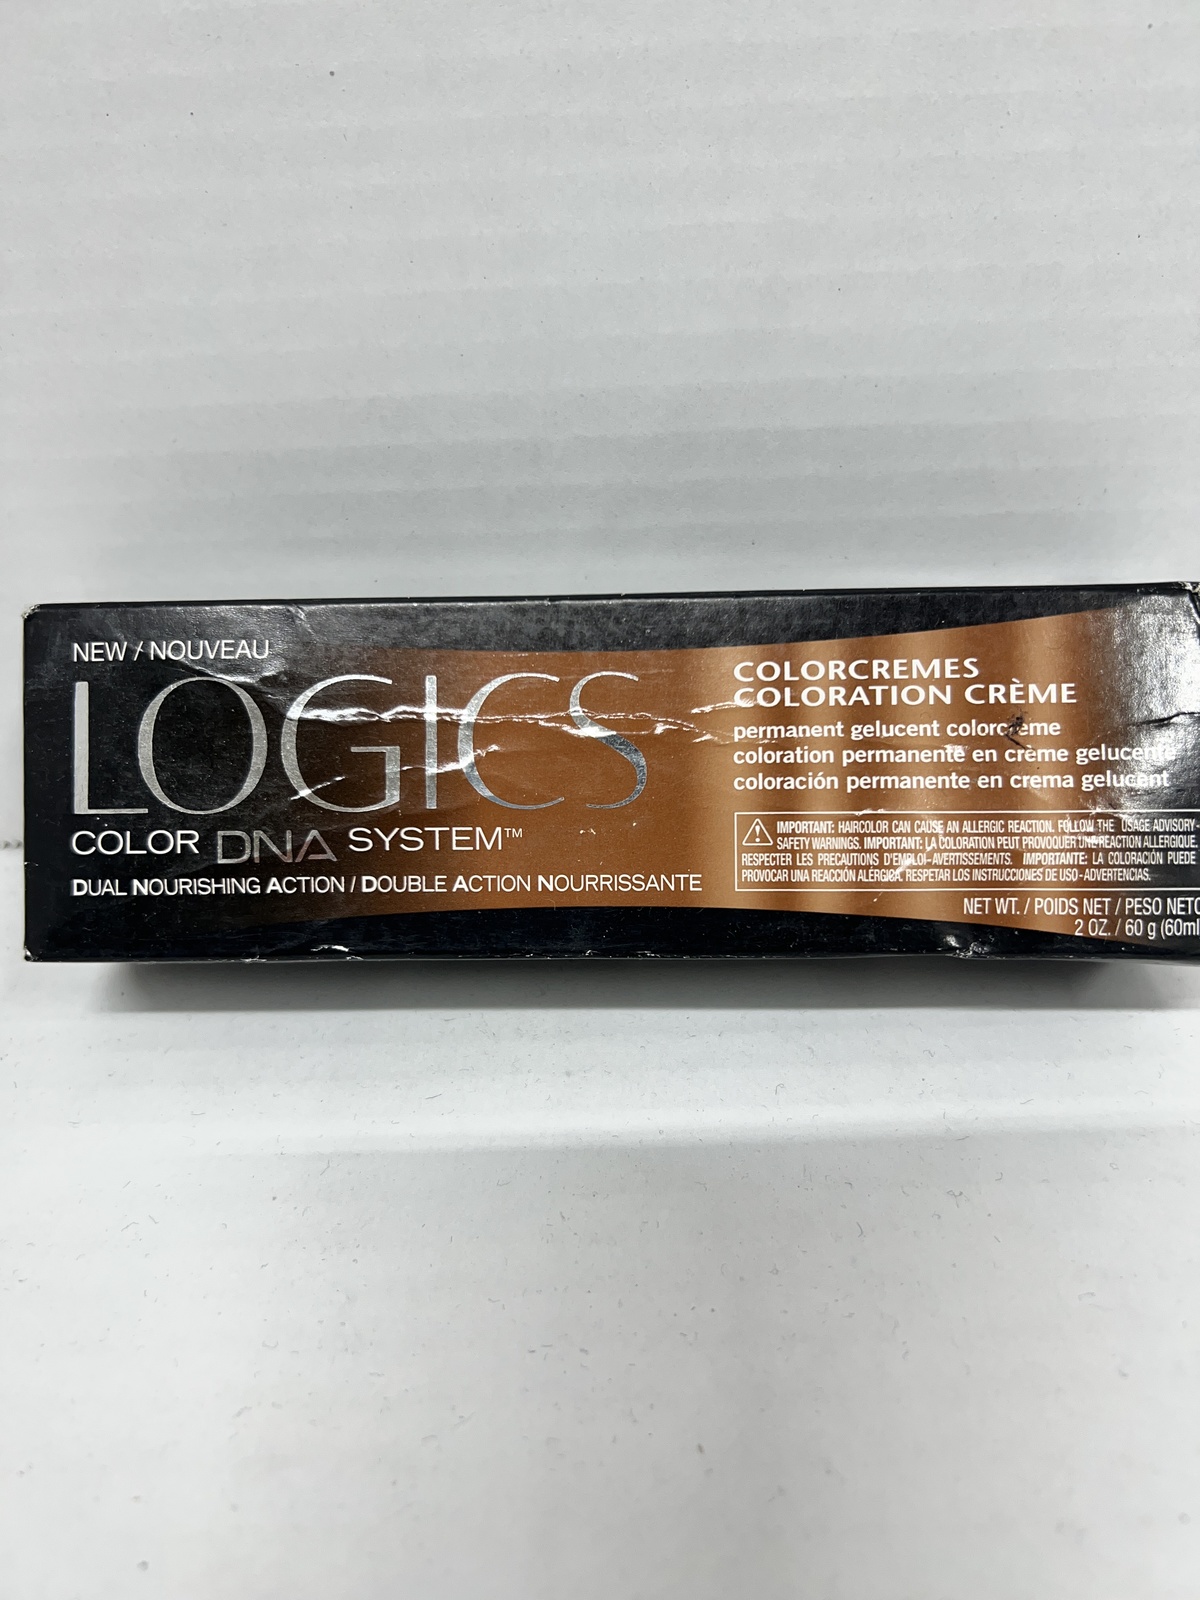 NEW / NOUVEAU
LOGICS
COLOR DNA SYSTEM™
DUAL NOURISHING ACTION / DOUBLE ACTION NOURRISSANTE
COLORCREMES
COLORATION CRÈME
permanent gelucent colorcreme
coloration permanente en crème gelucente
coloración permanente en crema gelucent
IMPORTANT: HAIRCOLOR CAN CAUSE AN ALLERGIC REACTION. FOLLOW THE USAGE ADVISORY-
SAFETY WARNINGS. IMPORTANT: LA COLORATION PEUT PROVOQUER UNE REACTION ALLERGIQUE.
RESPECTER LES PRECAUTIONS D'EMPLOI-AVERTISSEMENTS. IMPORTANTE: LA COLORACIÓN PUEDE
PROVOCAR UNA REACCIÓN ALÉRGICA. RESPETAR LOS INSTRUCCIONES DE USO-ADVERTENCIAS.
NET WT. / POIDS NET / PESO NETO
2 OZ. / 60 g (60ml